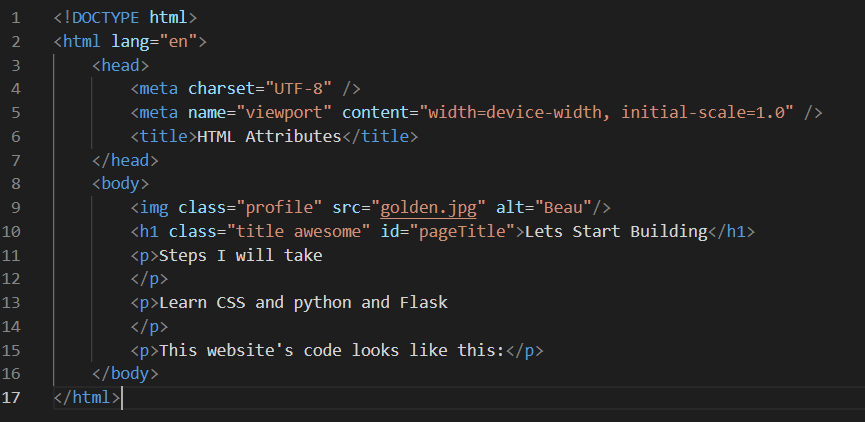 1 <!DOCTYPE html>
2 <html lang="en">
3     <head>
4         <meta charset="UTF-8" />
5         <meta name="viewport" content="width=device-width, initial-scale=1.0" />
6         <title>HTML Attributes</title>
7     </head>
8     <body>
9         <img class="profile" src="golden.jpg" alt="Beau"/>
10         <h1 class="title awesome" id="pageTitle">Lets Start Building</h1>
11         <p>Steps I will take
12         </p>
13         <p>Learn CSS and python and Flask
14         </p>
15         <p>This website's code looks like this:</p>
16     </body>
17 </html>